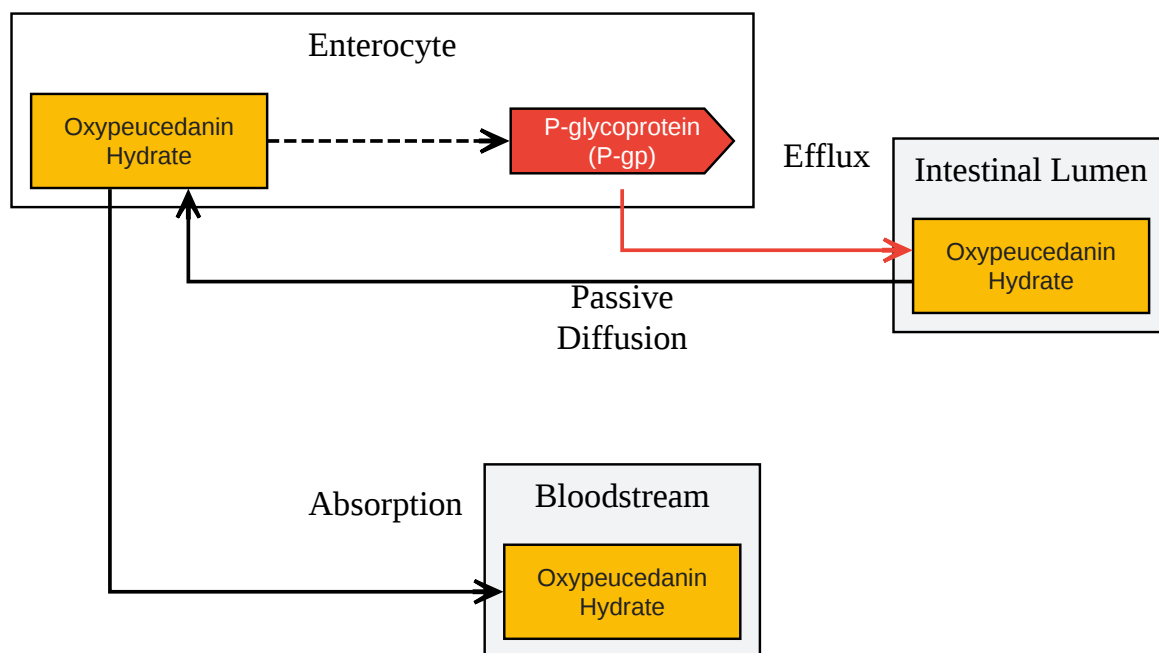 Enterocyte
Oxypeucedanin
Hydrate
P-glycoprotein
(P-gp)
Efflux
Intestinal Lumen
Oxypeucedanin
Hydrate
Passive
Diffusion
Absorption
Bloodstream
Oxypeucedanin
Hydrate